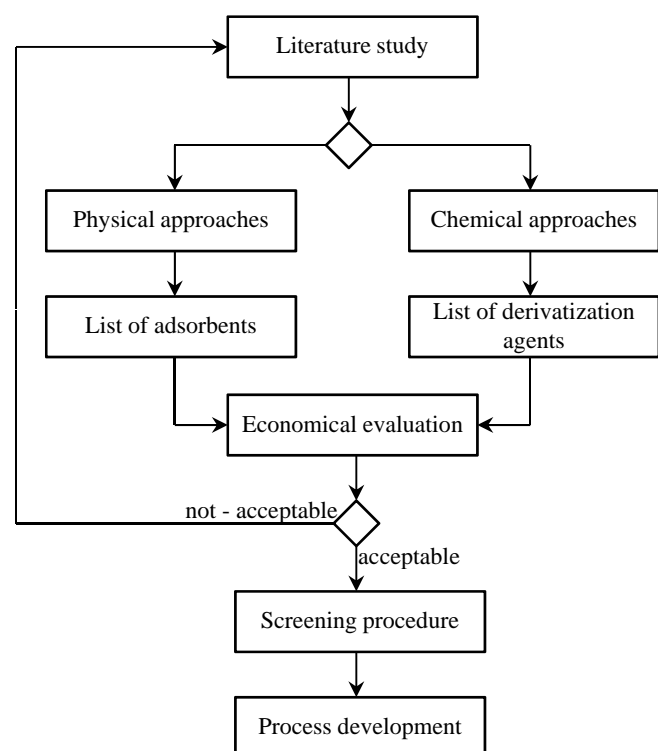 Literature study
Physical approaches
Chemical approaches
List of adsorbents
List of derivatization
agents
Economical evaluation
not - acceptable
acceptable
Screening procedure
Process development